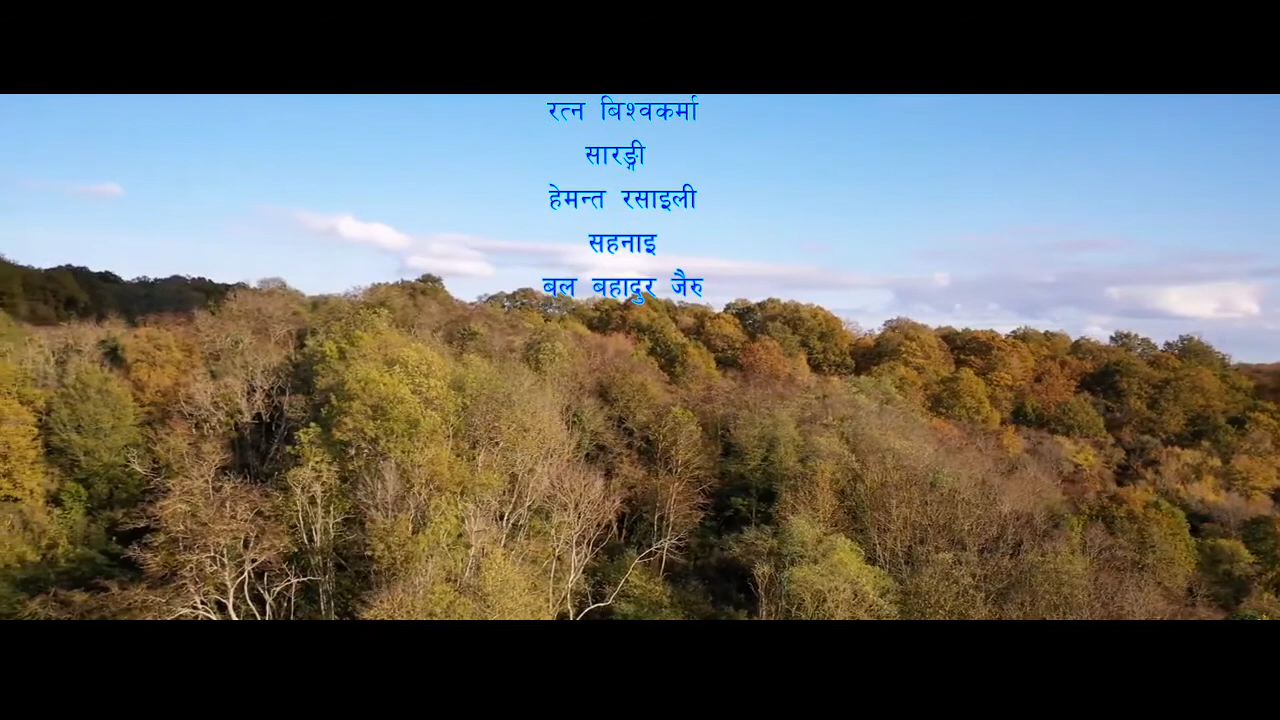 रत्न बिश्वकर्मा
सारङ्गी
हेमन्त रसाइली
सहनाइ
बल बहादुर जैरु